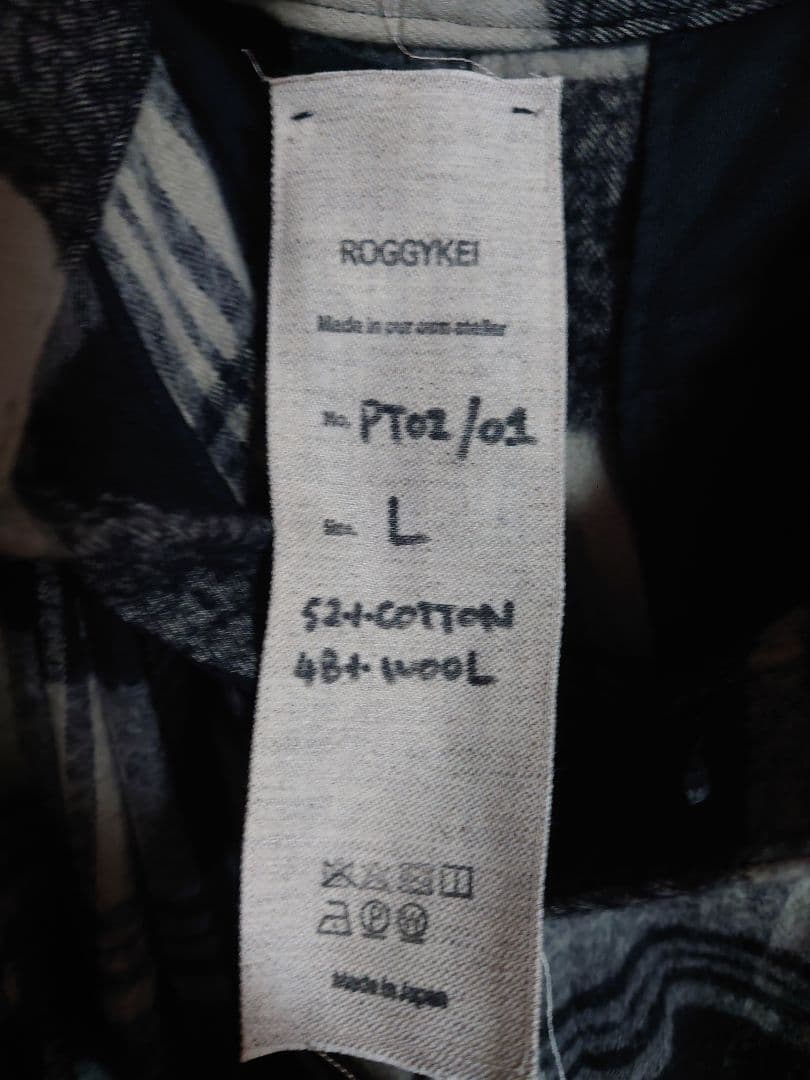 ROGGYKEI
Made in our own atelier
No. PT02/01
Size. L
52%COTTON
48% WOOL
P W
Made in Japan